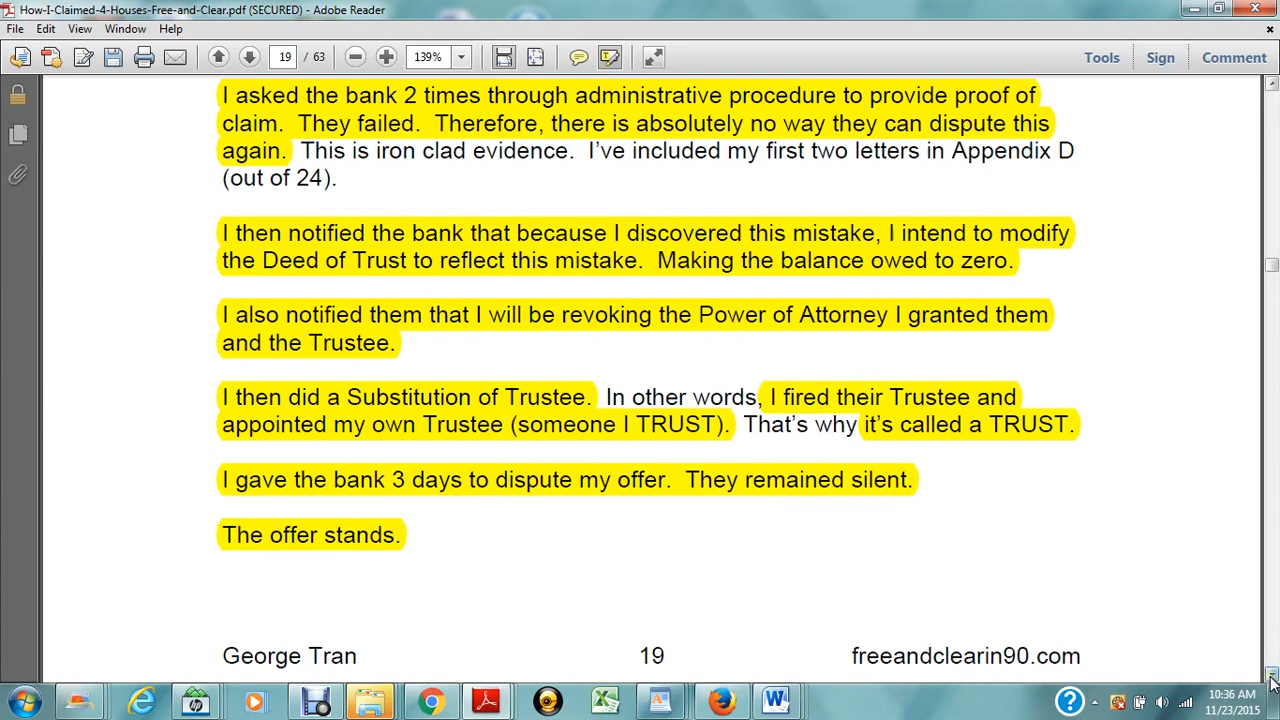 How-I-Claimed-4-Houses-Free-and-Clear.pdf (SECURED) - Adobe Reader
File Edit View Window Help
19 / 63 139% Tools Sign Comment
I asked the bank 2 times through administrative procedure to provide proof of
claim. They failed. Therefore, there is absolutely no way they can dispute this
again. This is iron clad evidence. I've included my first two letters in Appendix D
(out of 24).
I then notified the bank that because I discovered this mistake, I intend to modify
the Deed of Trust to reflect this mistake. Making the balance owed to zero.
I also notified them that I will be revoking the Power of Attorney I granted them
and the Trustee.
I then did a Substitution of Trustee. In other words, I fired their Trustee and
appointed my own Trustee (someone I TRUST). That's why it's called a TRUST.
I gave the bank 3 days to dispute my offer. They remained silent.
The offer stands.
George Tran 19 freeandclearin90.com
10:36 AM
11/23/2015